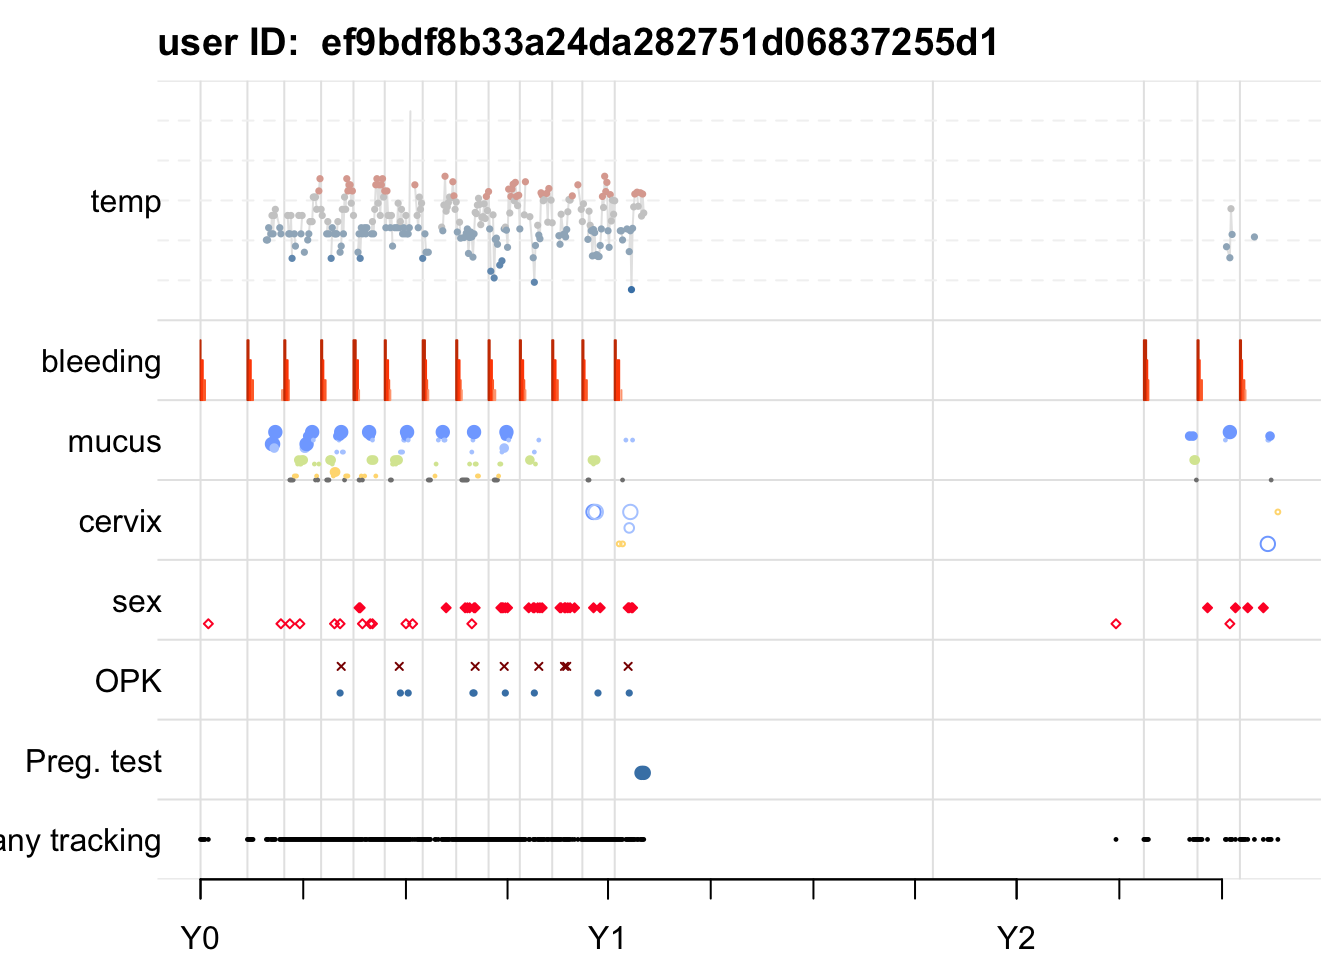 user ID:  ef9bdf8b33a24da282751d06837255d1
temp
bleeding
mucus
cervix
sex
OPK
Preg. test
any tracking
Y0 Y1 Y2